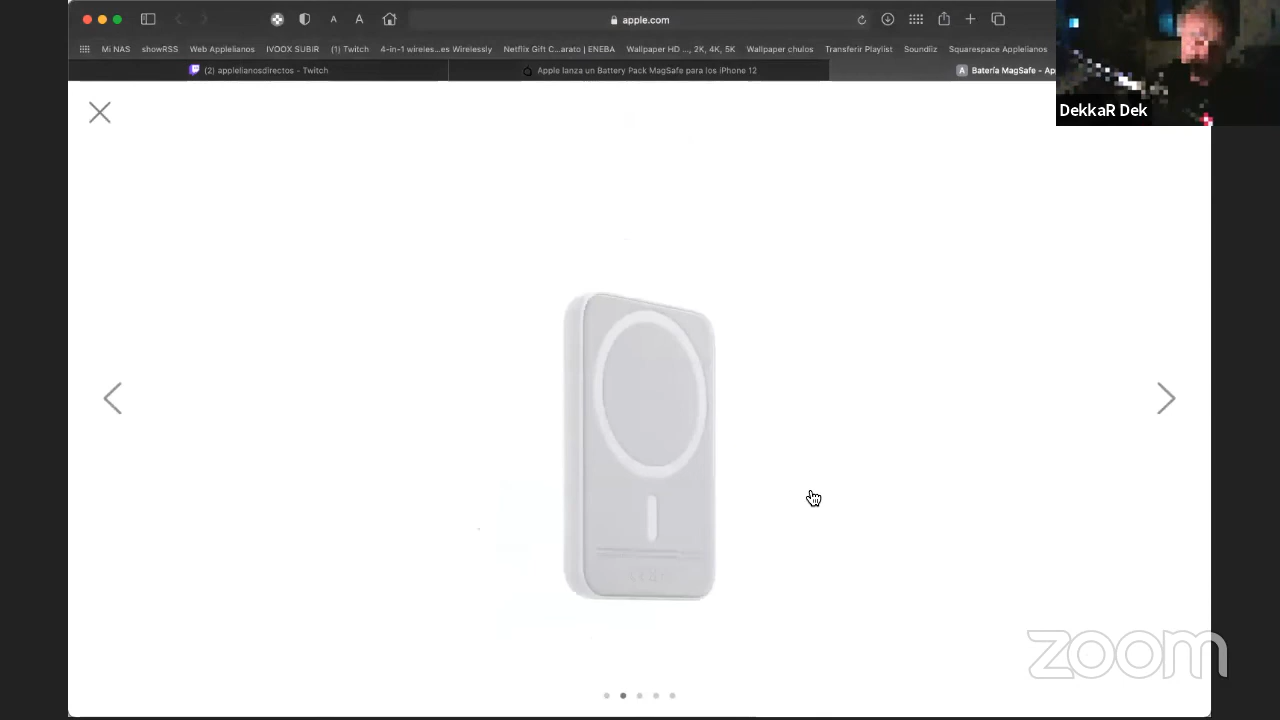 A A apple.com
Mi NAS showRSS Web Applelianos IVOOX SUBIR (1) Twitch 4-in-1 wireles...es Wirelessly Netflix Gift C...arato | ENEBA Wallpaper HD ..., 2K, 4K, 5K Wallpaper chulos Transferir Playlist Soundiiz Squarespace Applelianos
(2) applelianosdirectos - Twitch Apple lanza un Battery Pack MagSafe para los iPhone 12 A Batería MagSafe - Ap
DekkaR Dek
zoom